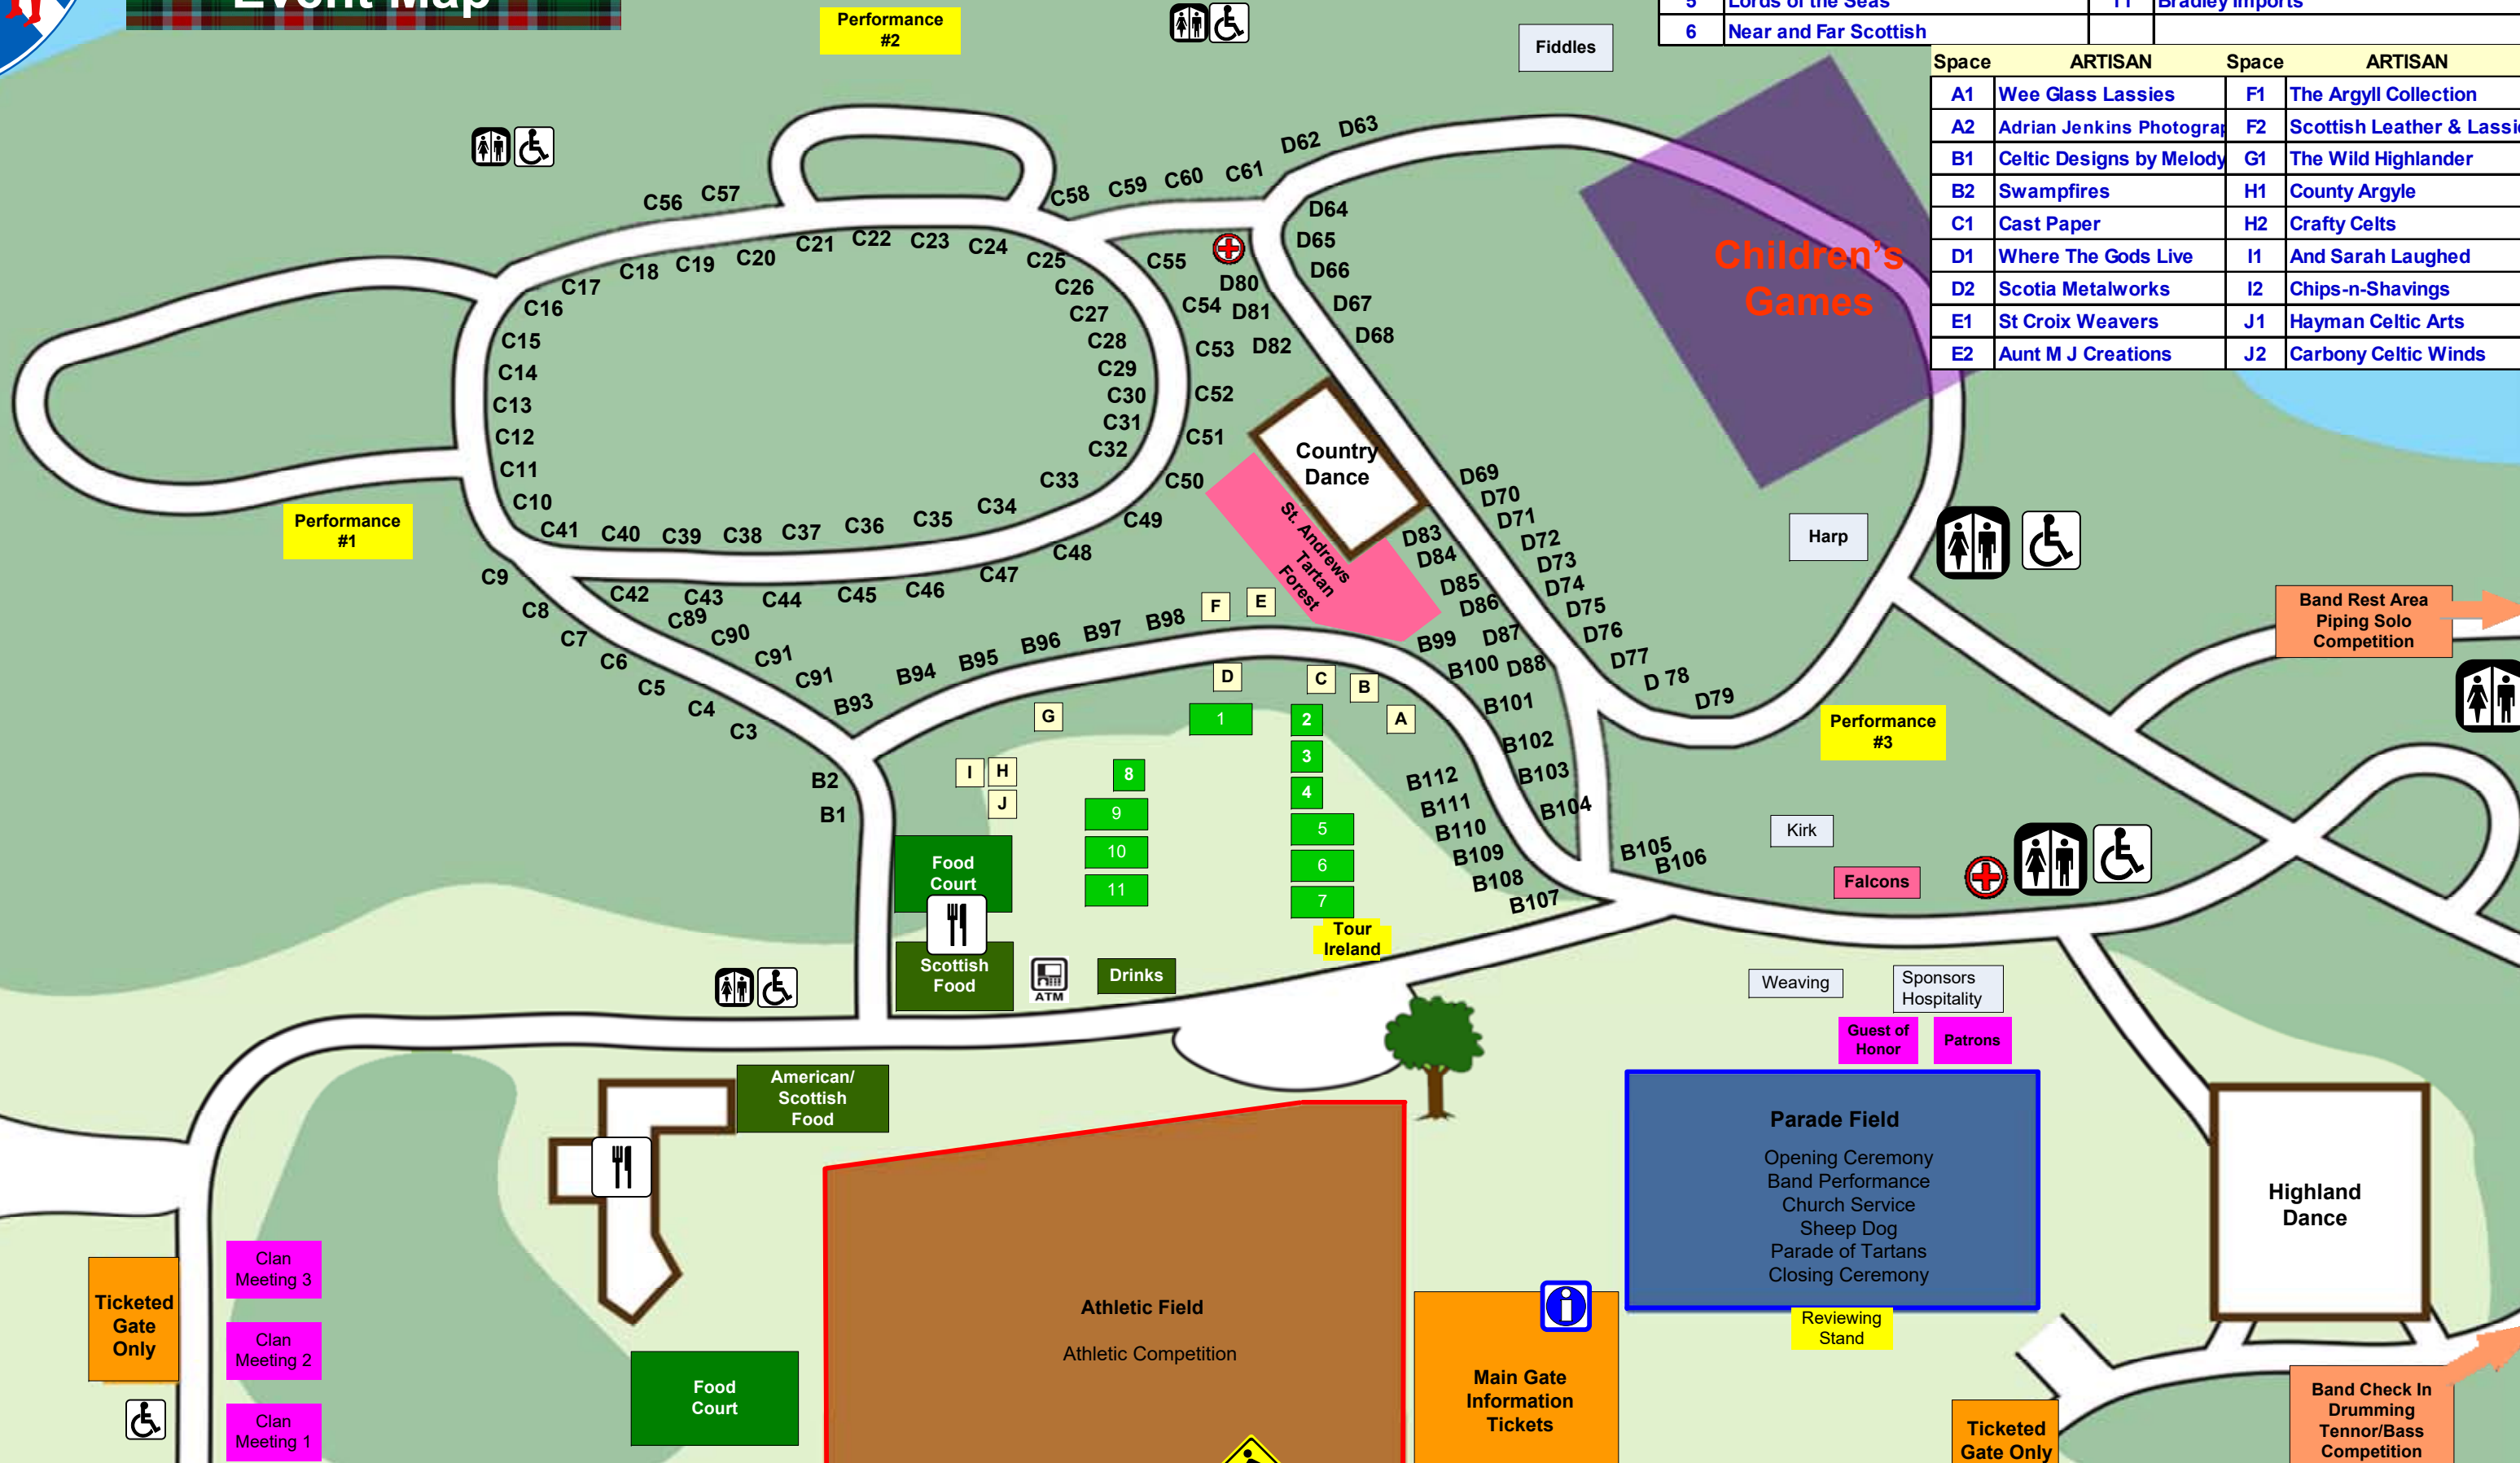 Event Map
5 Lords of the Seas 11 Bradley Imports
6 Near and Far Scottish
Space ARTISAN Space ARTISAN
A1 Wee Glass Lassies F1 The Argyll Collection
A2 Adrian Jenkins Photograp F2 Scottish Leather & Lassi
B1 Celtic Designs by Melody G1 The Wild Highlander
B2 Swampfires H1 County Argyle
C1 Cast Paper H2 Crafty Celts
D1 Where The Gods Live I1 And Sarah Laughed
D2 Scotia Metalworks I2 Chips-n-Shavings
E1 St Croix Weavers J1 Hayman Celtic Arts
E2 Aunt M J Creations J2 Carbony Celtic Winds
Performance
#2
Fiddles
Children's
Games
D62 D63
C56 C57
C58 C59 C60 C61
D64
D65
D66
D67
D68
C16 C17 C18 C19 C20 C21 C22 C23 C24 C25
C26
C27
C28
C29
C30
C31
C32
C55
C54
C53
C52
C51
C50
C49
C48
C47
D80
D81
D82
C15
C14
C13
C12
C11
C10
C41 C40 C39 C38 C37 C36 C35 C34 C33
Country
Dance
St. Andrews
Tartan
Forest
Performance
#1
C9
C8
C7
C6
C5
C4
C3
C42 C43 C44 C45 C46
C89
C90
C91
C91
B93
B94 B95 B96 B97 B98
F E
D69
D70
D71
D72
D73
D74
D75
D76
D77
D 78
D79
D83
D84
D85
D86
D87
D88
B99
B100
B101
B102
B103
B104
B105
B106
B112
B111
B110
B109
B108
B107
Harp
Band Rest Area
Piping Solo
Competition
Performance
#3
D C B A
G
I H
J
1
2
3
4
5
6
7
8
9
10
11
B2
B1
Food
Court
Scottish
Food
ATM
Drinks
Tour
Ireland
Kirk
Falcons
Weaving
Sponsors
Hospitality
Guest of
Honor
Patrons
American/
Scottish
Food
Parade Field
Opening Ceremony
Band Performance
Church Service
Sheep Dog
Parade of Tartans
Closing Ceremony
Reviewing
Stand
Highland
Dance
Clan
Meeting 3
Clan
Meeting 2
Clan
Meeting 1
Ticketed
Gate
Only
Food
Court
Athletic Field
Athletic Competition
i
Main Gate
Information
Tickets
Ticketed
Gate Only
Band Check In
Drumming
Tennor/Bass
Competition